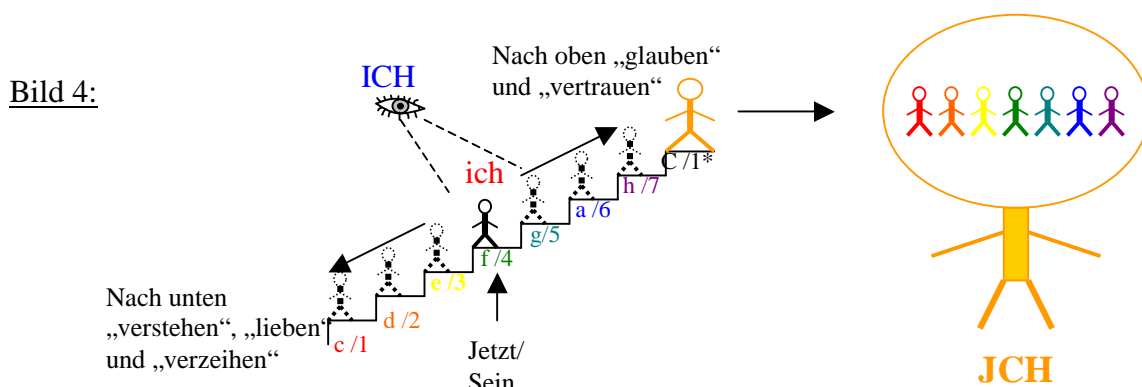 Bild 4:
ICH
Nach oben „glauben“
und „vertrauen“
ich
C /1*
h /7
a /6
g/5
f /4
e /3
d /2
c /1
Nach unten
„verstehen“, „lieben“
und „verzeihen“
Jetzt/
Sein
JCH